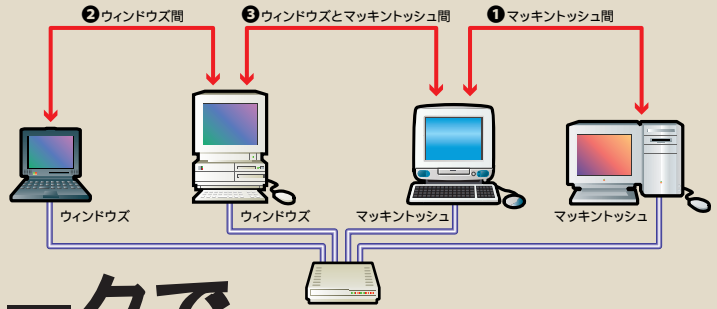 ❷ウィンドウズ間
❸ウィンドウズとマッキントッシュ間
❶マッキントッシュ間
ウィンドウズ
ウィンドウズ
マッキントッシュ
マッキントッシュ
ークで